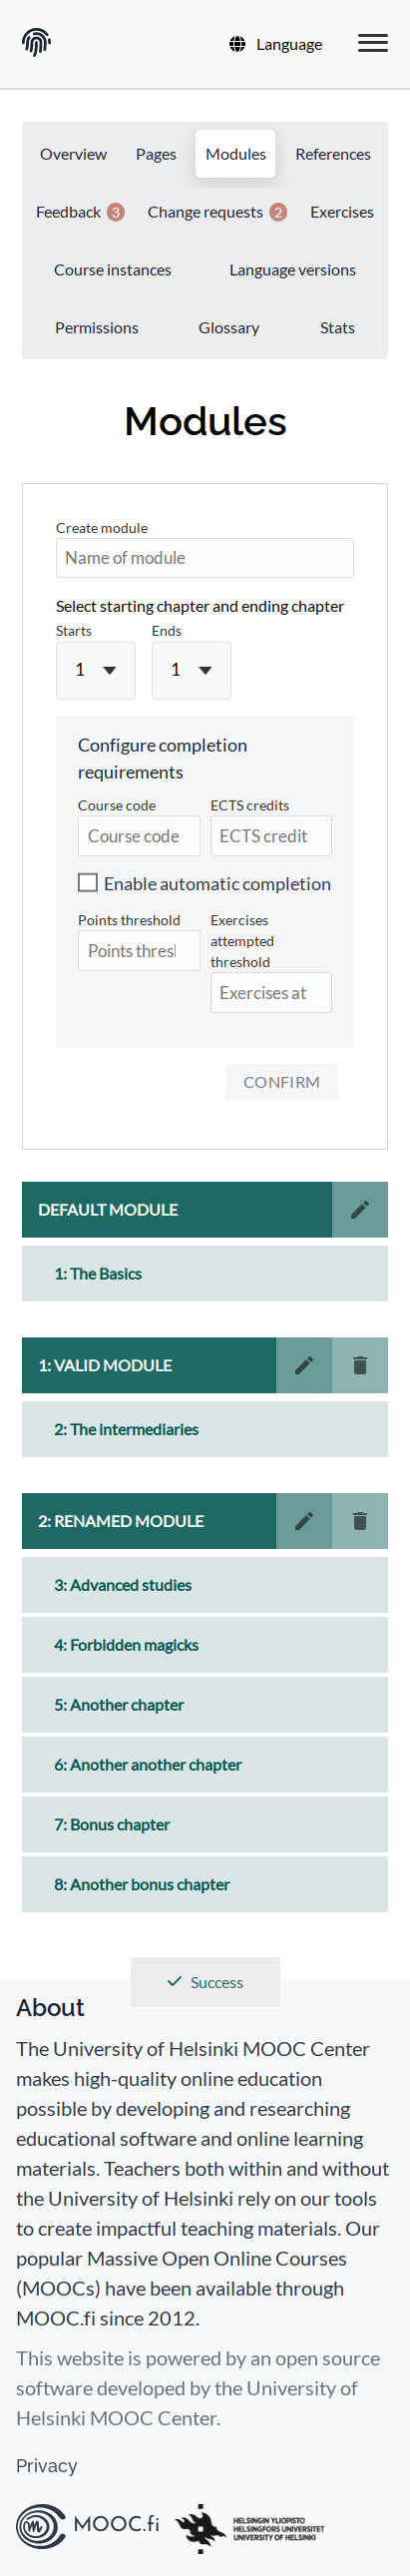 Language
Overview Pages Modules References
Feedback 3 Change requests 2 Exercises
Course instances Language versions
Permissions Glossary Stats
Modules
Create module
Name of module
Select starting chapter and ending chapter
Starts Ends
1 1
Configure completion
requirements
Course code ECTS credits
Course code ECTS credit
Enable automatic completion
Points threshold Exercises
attempted
threshold
Points thresl
Exercises at
CONFIRM
DEFAULT MODULE
1: The Basics
1: VALID MODULE
2: The intermediaries
2: RENAMED MODULE
3: Advanced studies
4: Forbidden magicks
5: Another chapter
6: Another another chapter
7: Bonus chapter
8: Another bonus chapter
Success
About
The University of Helsinki MOOC Center
makes high-quality online education
possible by developing and researching
educational software and online learning
materials. Teachers both within and without
the University of Helsinki rely on our tools
to create impactful teaching materials. Our
popular Massive Open Online Courses
(MOOCs) have been available through
MOOC.fi since 2012.
This website is powered by an open source
software developed by the University of
Helsinki MOOC Center.
Privacy
MOOC.fi
HELSINGIN YLIOPISTO
HELSINGFORS UNIVERSITET
UNIVERSITY OF HELSINKI